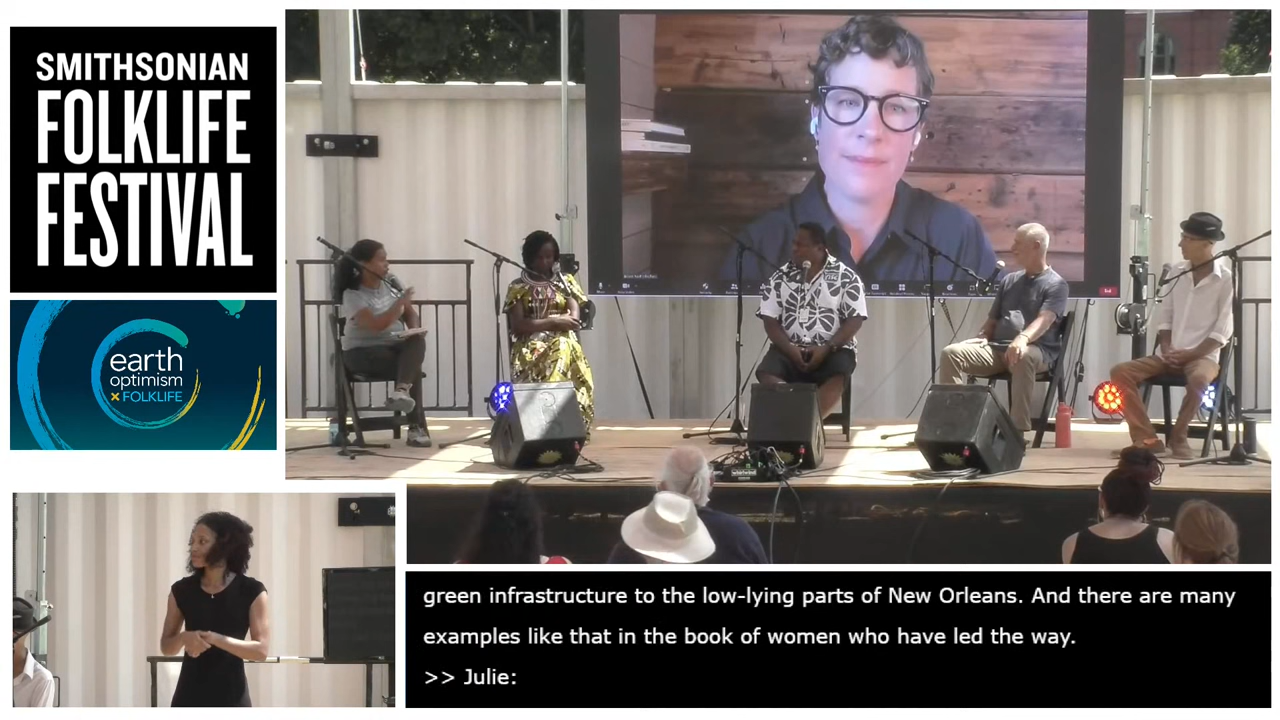 SMITHSONIAN
FOLKLIFE
FESTIVAL
earth
optimism
× FOLKLIFE
green infrastructure to the low-lying parts of New Orleans. And there are many
examples like that in the book of women who have led the way.
>> Julie: